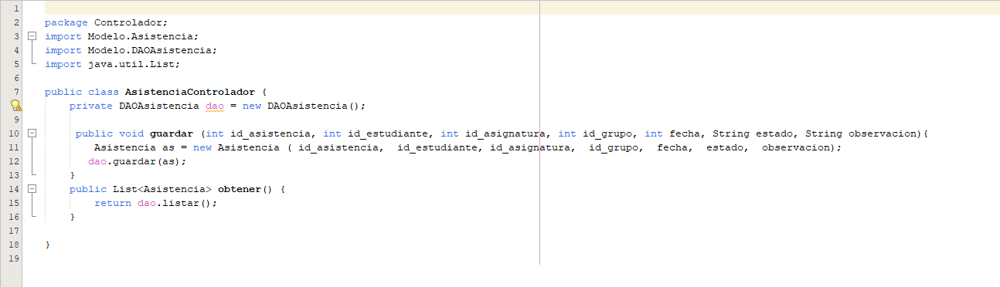 1
2 package Controlador;
3 import Modelo.Asistencia;
4 import Modelo.DAOAsistencia;
5 import java.util.List;
6
7 public class AsistenciaControlador {
private DAOAsistencia dao = new DAOAsistencia();
9
10 public void guardar (int id_asistencia, int id_estudiante, int id_asignatura, int id_grupo, int fecha, String estado, String observacion){
11 Asistencia as = new Asistencia ( id_asistencia,  id_estudiante, id_asignatura,  id_grupo,  fecha,  estado,  observacion);
12 dao.guardar(as);
13 }
14 public List<Asistencia> obtener() {
15 return dao.listar();
16 }
17
18 }
19